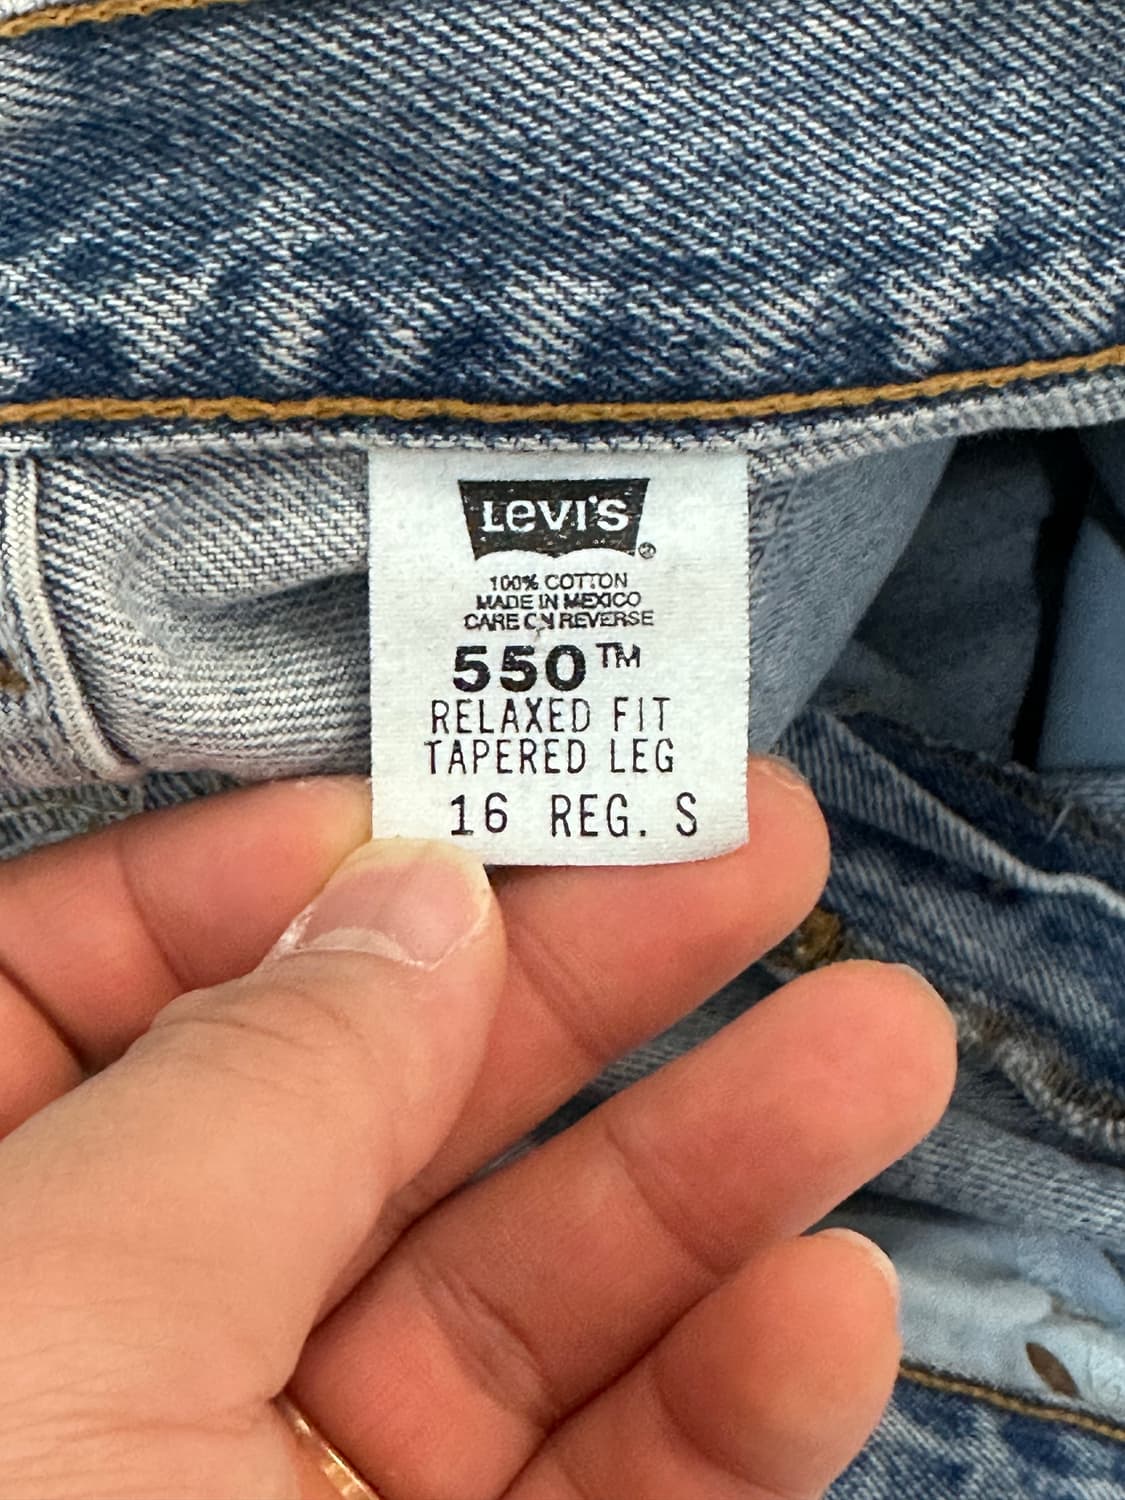 Levi's ®
100% COTTON
MADE IN MEXICO
CARE ON REVERSE
550™
RELAXED FIT
TAPERED LEG
16 REG. S